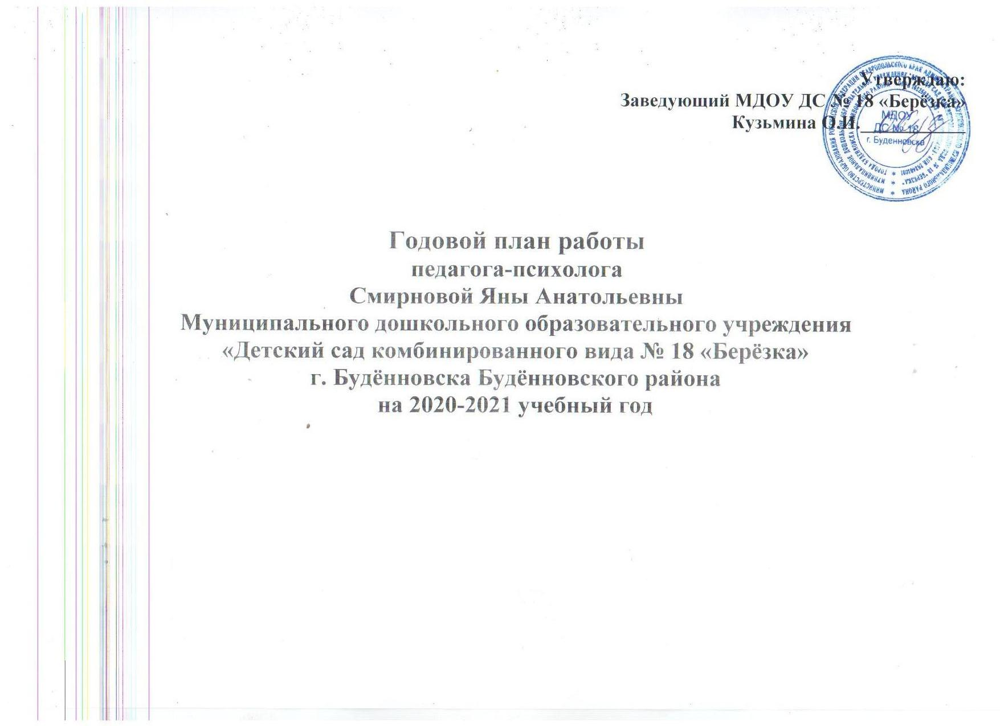 Утверждаю:
Заведующий МДОУ ДС № 18 «Берёзка»
Кузьмина О.И.
МДОУ
ДС № 18
г. Буденновска
Годовой план работы
педагога-психолога
Смирновой Яны Анатольевны
Муниципального дошкольного образовательного учреждения
«Детский сад комбинированного вида № 18 «Берёзка»
г. Будённовска Будённовского района
на 2020-2021 учебный год